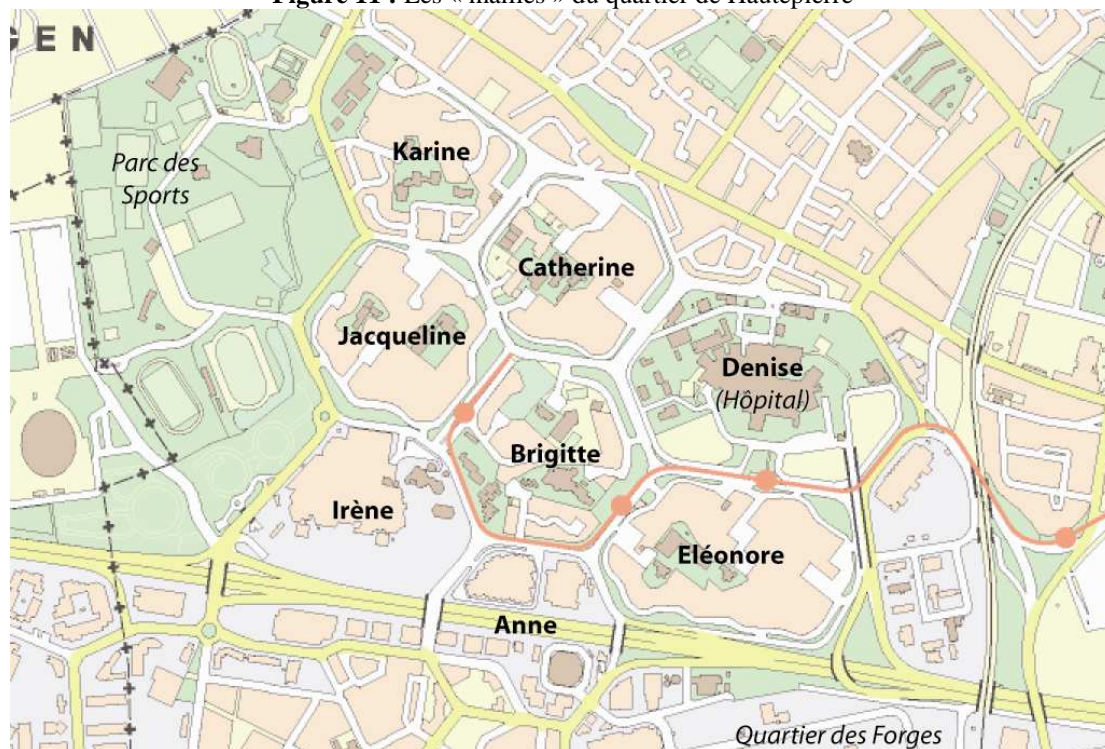 Figure 11 : Les « mailles » du quartier de Hautepierre
GEN
Parc des
Sports
Karine
Catherine
Jacqueline
Denise
(Hôpital)
Brigitte
Irène
Eléonore
Anne
Quartier des Forges